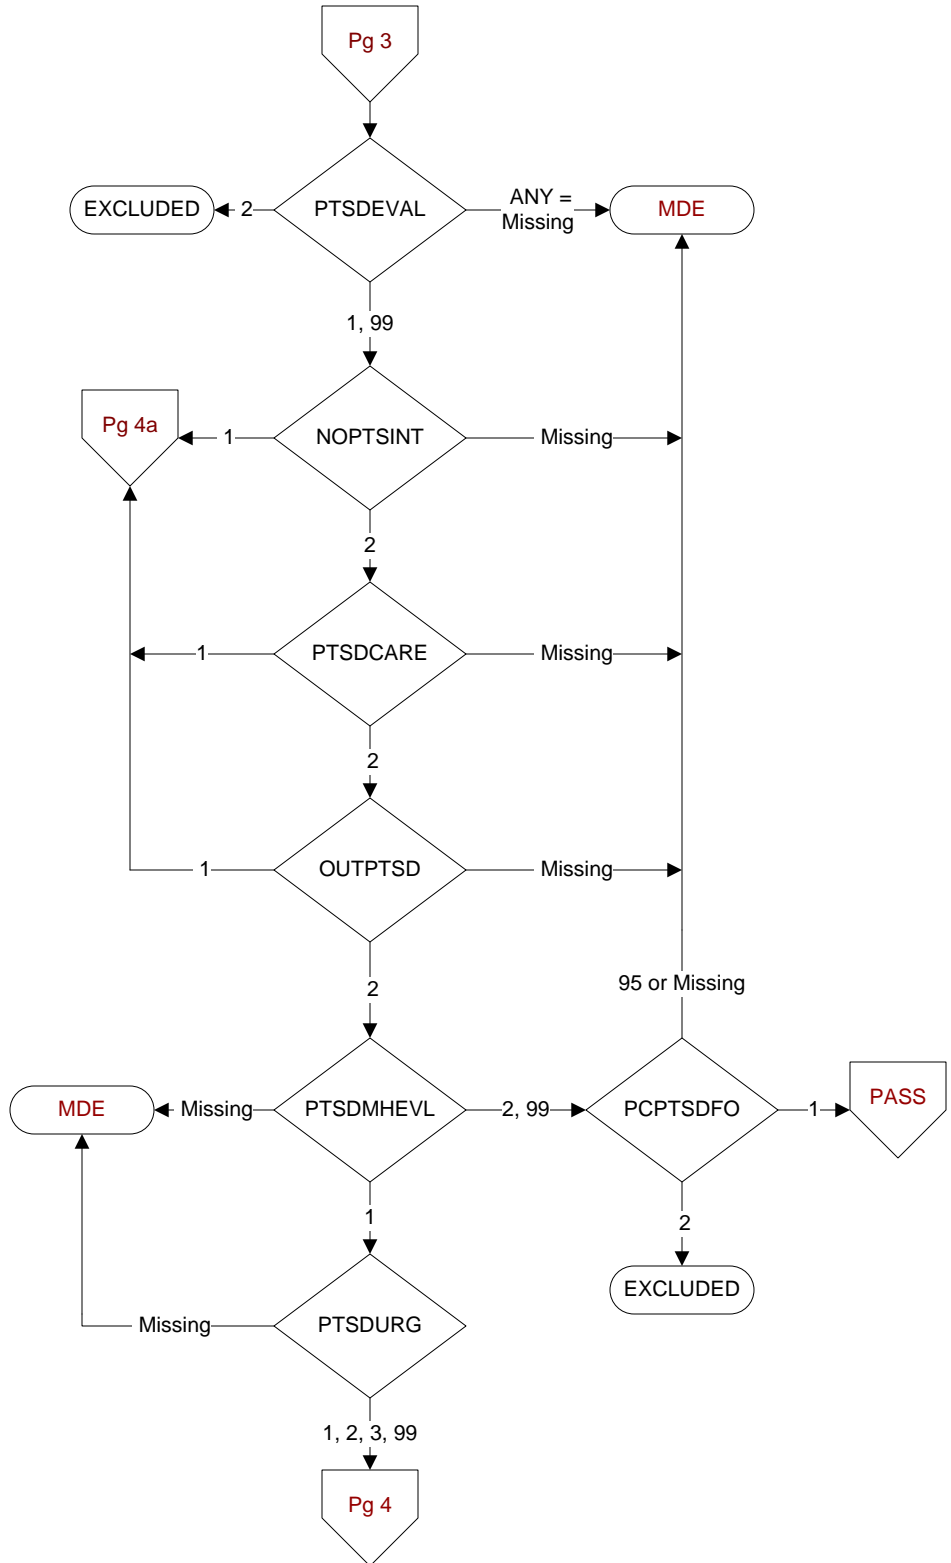 Pg 3
EXCLUDED
2
PTSDEVAL
ANY =
Missing
MDE
1, 99
Pg 4a
1
NOPTSINT
Missing
2
1
PTSDCARE
Missing
2
1
OUTPTSD
Missing
2
95 or Missing
MDE
Missing
PTSDMHEVL
2, 99
PCPTSDFO
1
PASS
1
2
EXCLUDED
Missing
PTSDURG
1, 2, 3, 99
Pg 4